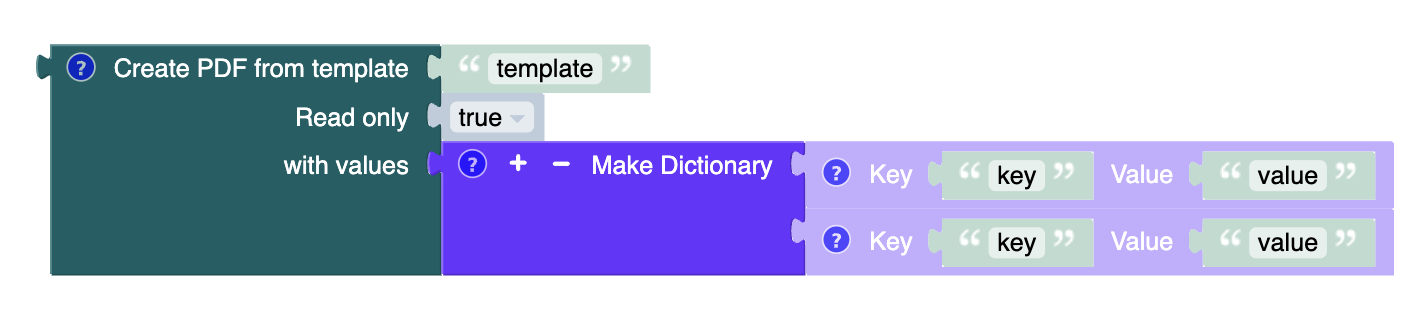 ? Create PDF from template “ template ”
Read only true
with values ? + − Make Dictionary ? Key “ key ” Value “ value ”
? Key “ key ” Value “ value ”